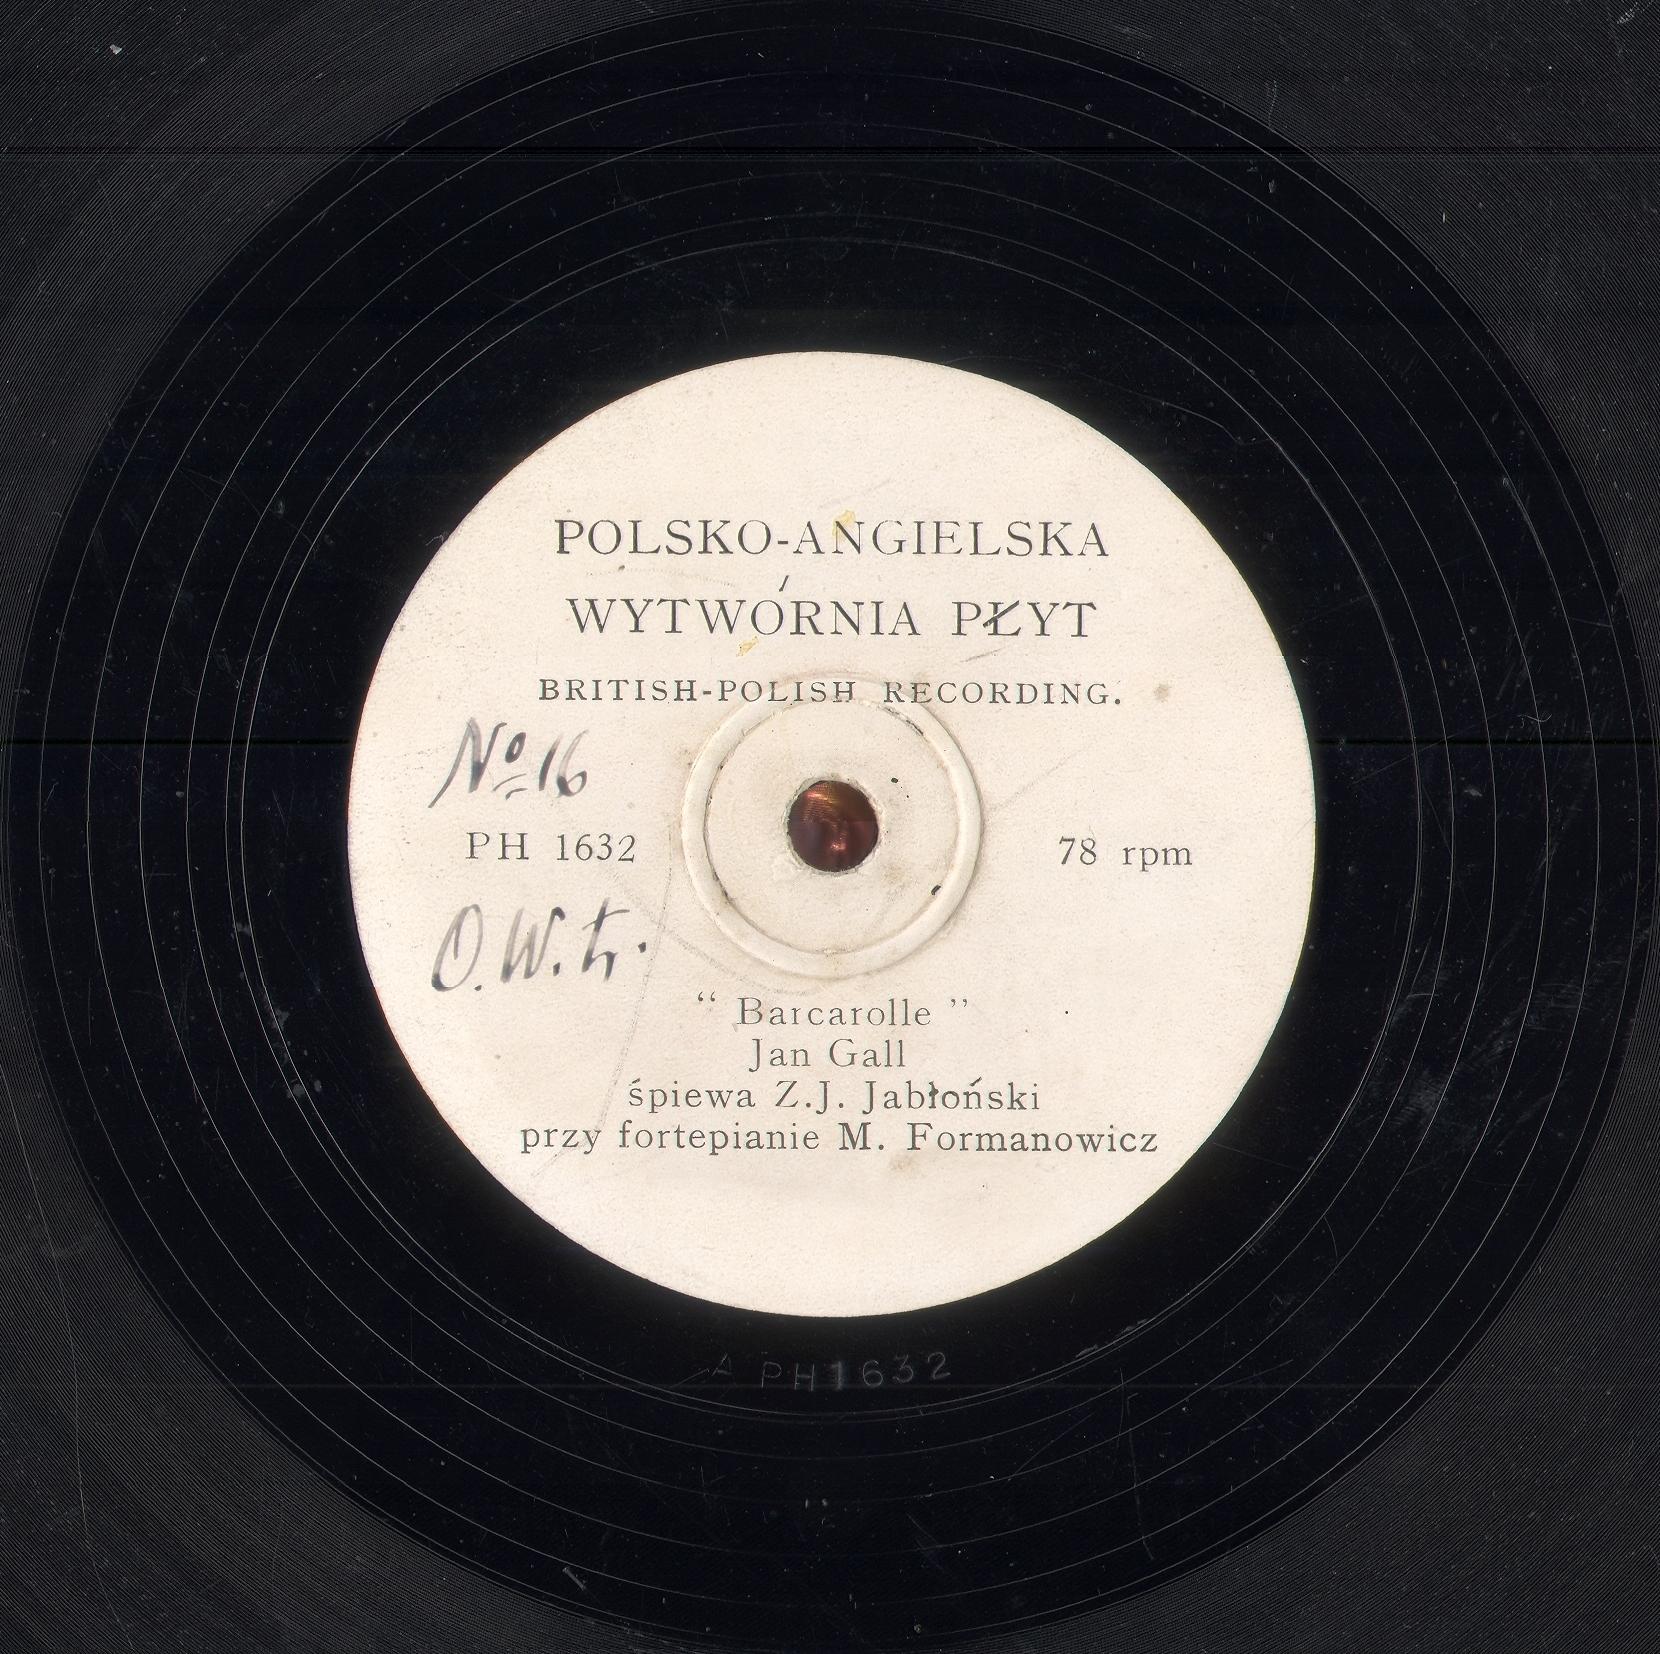 POLSKO-ANGIELSKA
WYTWÓRNIA PŁYT
BRITISH-POLISH RECORDING.
No 16
PH 1632
78 rpm
O.W.
“ Barcarolle ”
Jan Gall
śpiewa Z.J. Jabłoński
przy fortepianie M. Formanowicz
A PH1632